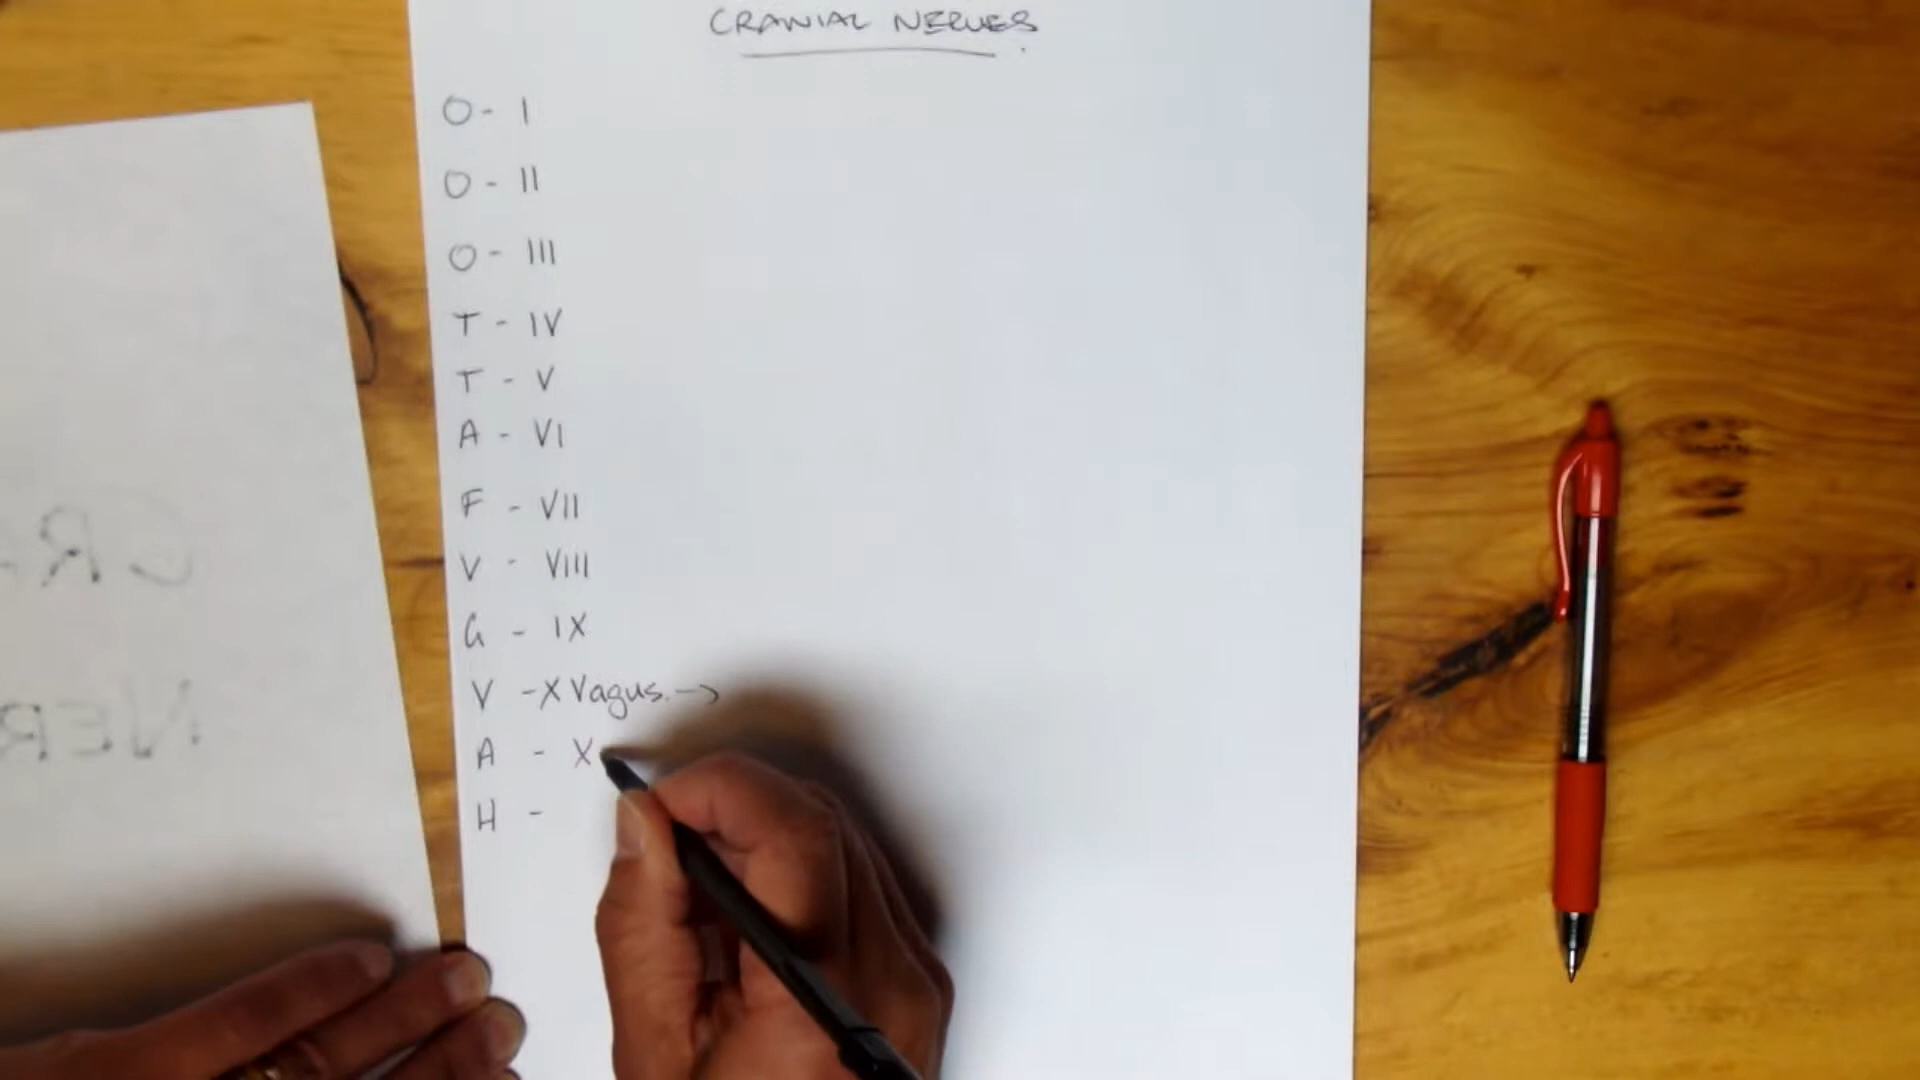 CRANIAL NERVES
O - I
O - II
O - III
T - IV
T - V
A - VI
F - VII
V - VIII
G - IX
V - X Vagus. →
A - X
H -